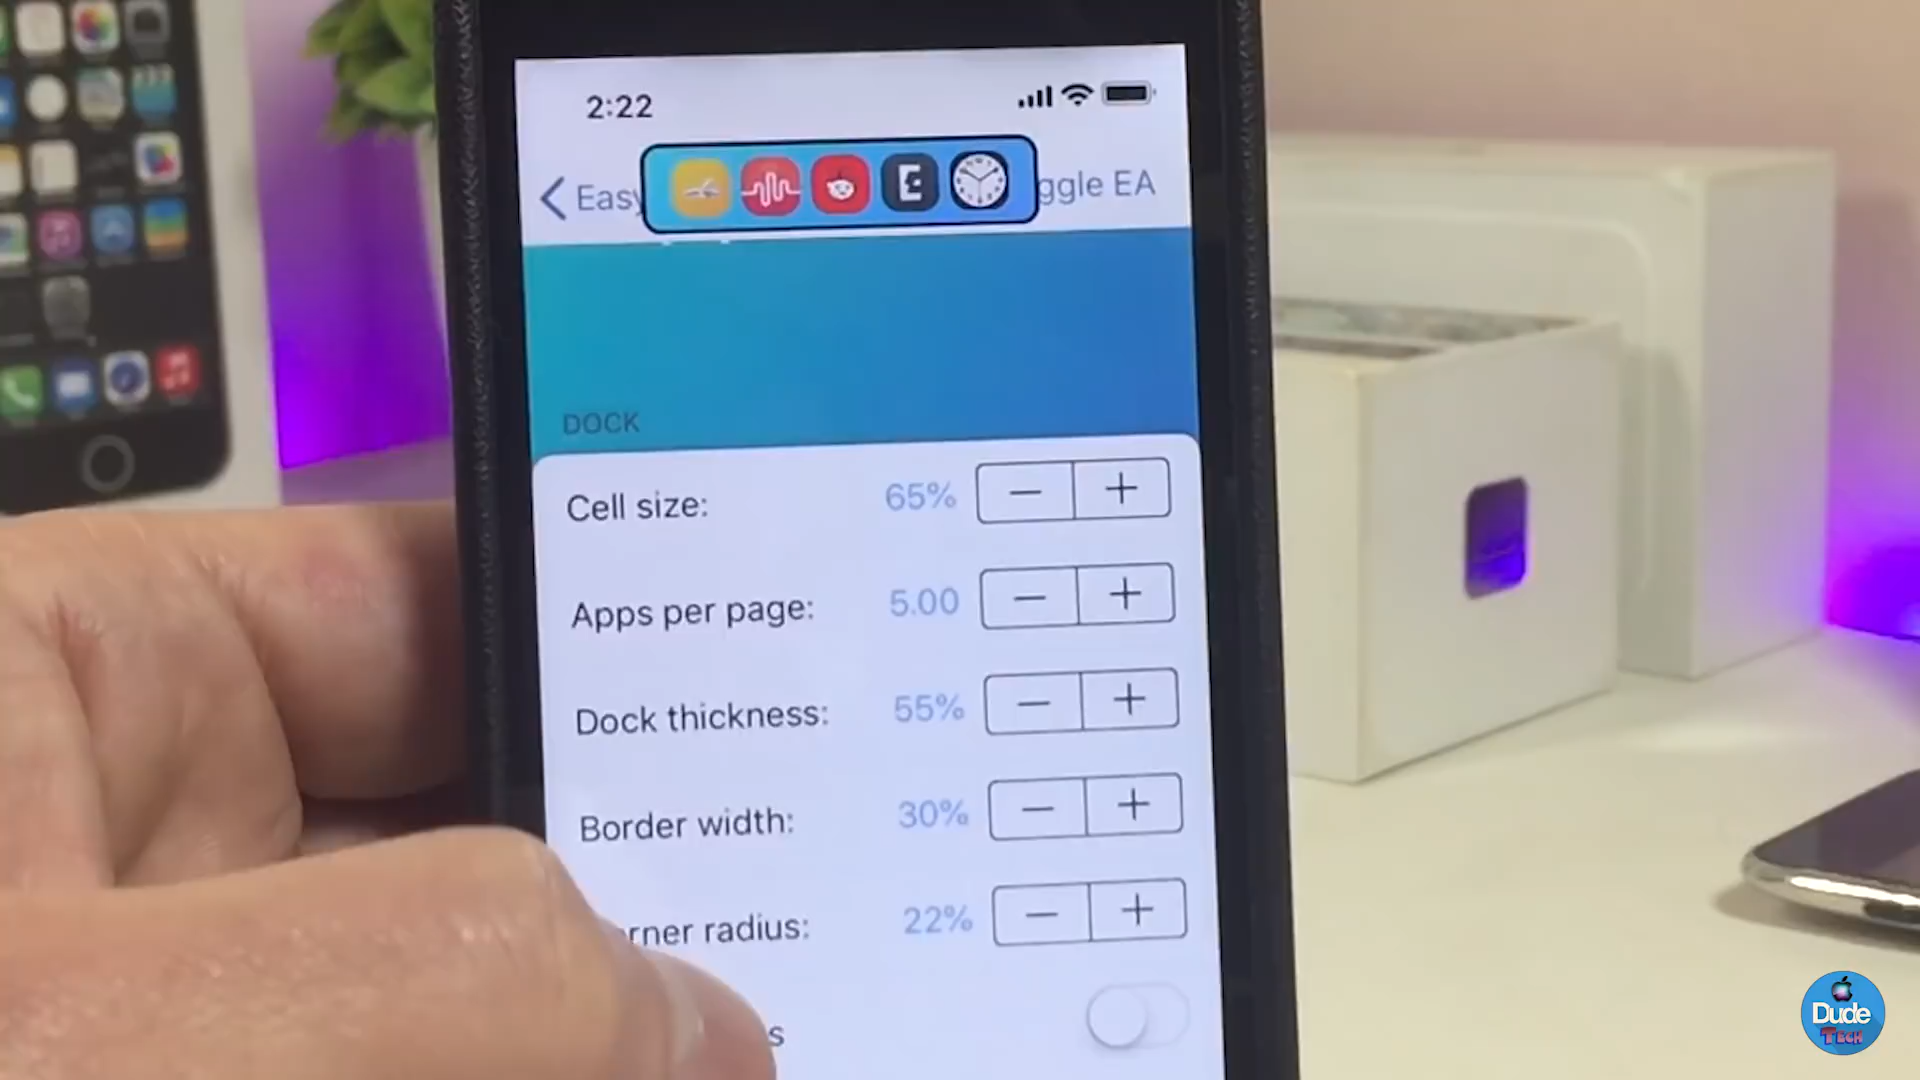 2:22
Easy
ggle EA
DOCK
Cell size: 65% − +
Apps per page: 5.00 − +
Dock thickness: 55% − +
Border width: 30% − +
rner radius: 22% − +
s
Dude
TECH